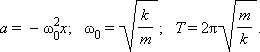 a = − ω₀²x; ω₀ = √(k/m); T = 2π√(m/k).